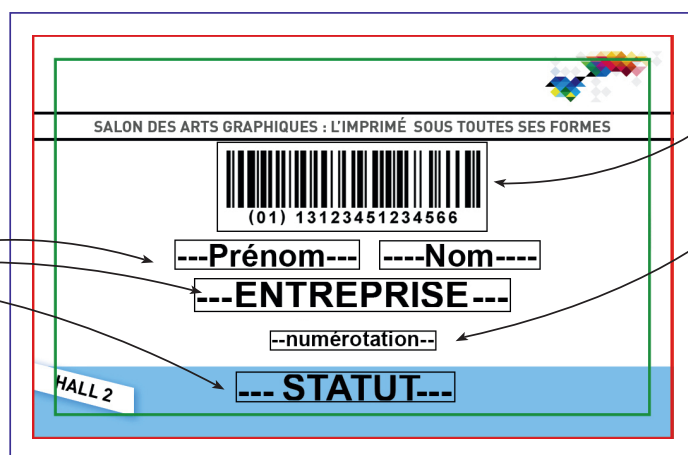 SALON DES ARTS GRAPHIQUES : L'IMPRIMÉ SOUS TOUTES SES FORMES
(01) 13123451234566
---Prénom--- ----Nom----
---ENTREPRISE---
--numérotation--
HALL 2
--- STATUT---